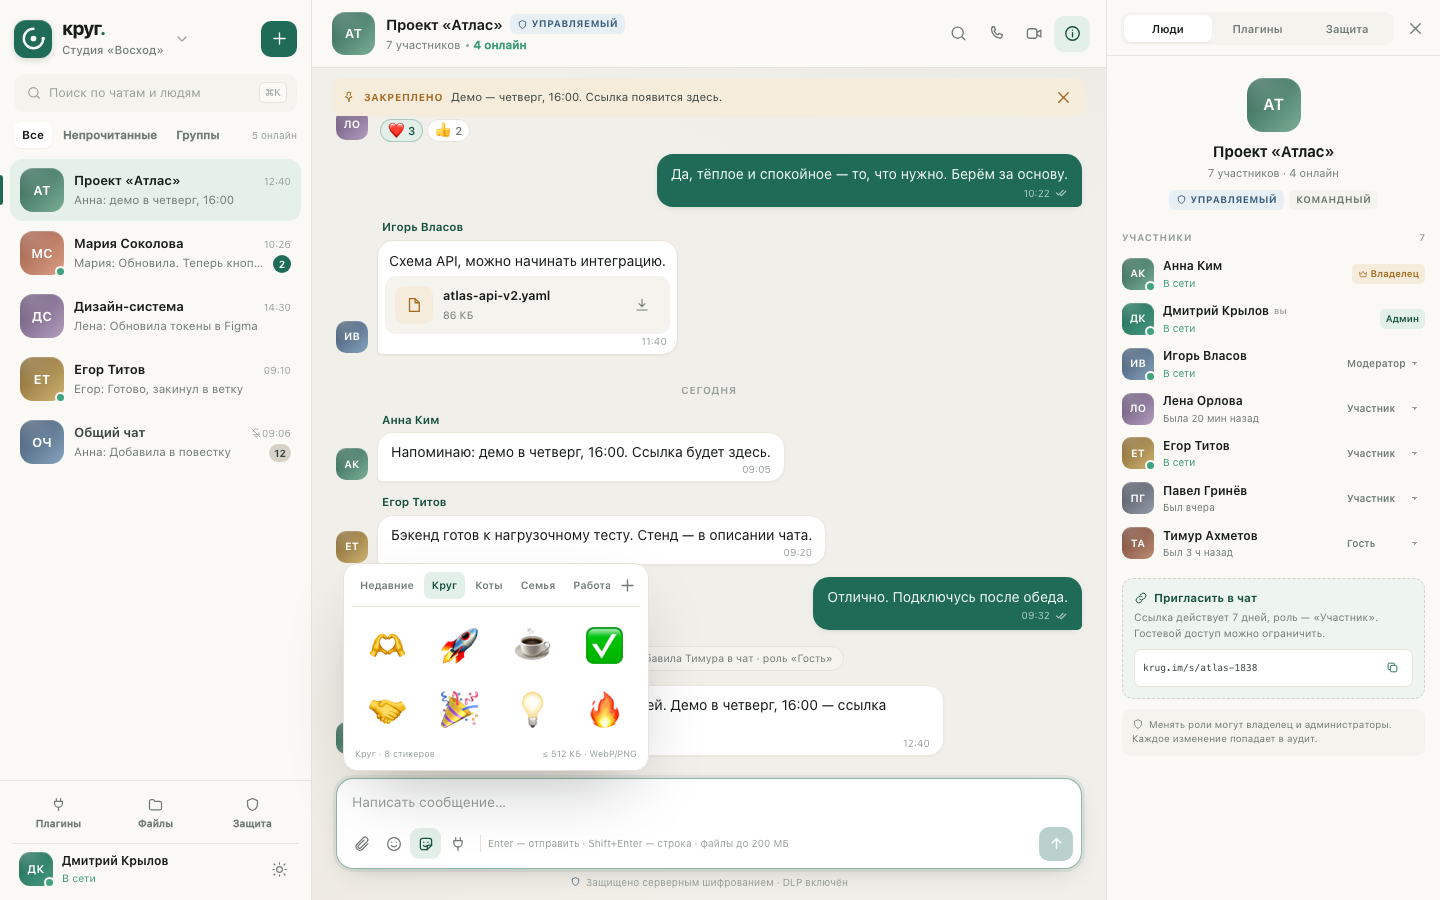 круг.
Студия «Восход»
Поиск по чатам и людям
⌘K
Все
Непрочитанные
Группы
5 онлайн
АТ
Проект «Атлас»
12:40
Анна: демо в четверг, 16:00
МС
Мария Соколова
10:26
Мария: Обновила. Теперь кноп...
2
ДС
Дизайн-система
14:30
Лена: Обновила токены в Figma
ЕТ
Егор Титов
09:10
Егор: Готово, закинул в ветку
ОЧ
Общий чат
09:06
Анна: Добавила в повестку
12
Плагины
Файлы
Защита
ДК
Дмитрий Крылов
В сети
АТ
Проект «Атлас»
УПРАВЛЯЕМЫЙ
7 участников • 4 онлайн
ЗАКРЕПЛЕНО Демо — четверг, 16:00. Ссылка появится здесь.
ЛО
3
2
Да, тёплое и спокойное — то, что нужно. Берём за основу.
10:22
Игорь Власов
Схема API, можно начинать интеграцию.
atlas-api-v2.yaml
86 КБ
ИВ
11:40
СЕГОДНЯ
Анна Ким
АК
Напоминаю: демо в четверг, 16:00. Ссылка будет здесь.
09:05
Егор Титов
ЕТ
Бэкенд готов к нагрузочному тесту. Стенд — в описании чата.
09:20
Отлично. Подключусь после обеда.
09:32
бавила Тимура в чат · роль «Гость»
ей. Демо в четверг, 16:00 — ссылка
12:40
Недавние
Круг
Коты
Семья
Работа
Круг · 8 стикеров
≤ 512 КБ · WebP/PNG
Написать сообщение...
Enter — отправить · Shift+Enter — строка · файлы до 200 МБ
Защищено серверным шифрованием · DLP включён
Люди
Плагины
Защита
АТ
Проект «Атлас»
7 участников · 4 онлайн
УПРАВЛЯЕМЫЙ
КОМАНДНЫЙ
УЧАСТНИКИ
7
АК
Анна Ким
В сети
Владелец
ДК
Дмитрий Крылов вы
В сети
Админ
ИВ
Игорь Власов
В сети
Модератор
ЛО
Лена Орлова
Была 20 мин назад
Участник
ЕТ
Егор Титов
В сети
Участник
ПГ
Павел Гринёв
Был вчера
Участник
ТА
Тимур Ахметов
Был 3 ч назад
Гость
Пригласить в чат
Ссылка действует 7 дней, роль — «Участник».
Гостевой доступ можно ограничить.
krug.im/s/atlas-1838
Менять роли могут владелец и администраторы.
Каждое изменение попадает в аудит.